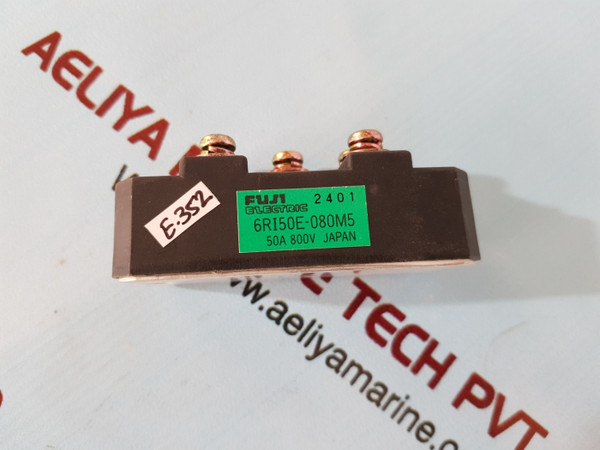 AELIYA
E-352
FUJI ELECTRIC 2401
6RI50E-080M5
50A 800V JAPAN
TECH PVT
www.aeliyamarine.c